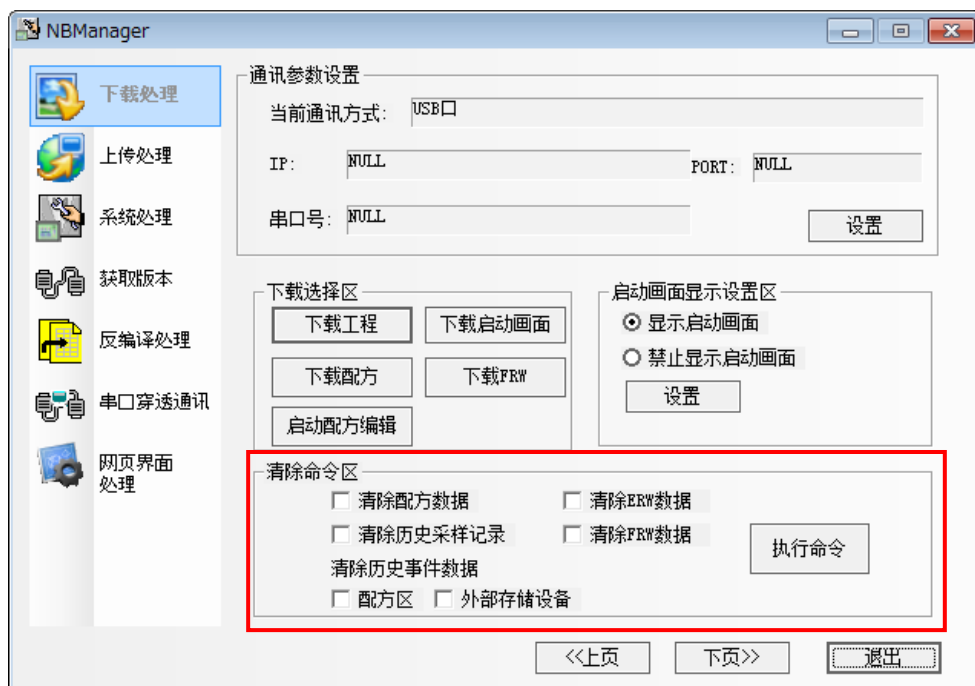 NBManager
下载处理
上传处理
系统处理
获取版本
反编译处理
串口穿透通讯
网页界面
处理
通讯参数设置
当前通讯方式: USB口
IP: NULL PORT: NULL
串口号: NULL 设置
下载选择区
下载工程 下载启动画面
下载配方 下载FRW
启动配方编辑
启动画面显示设置区
显示启动画面
禁止显示启动画面
设置
清除命令区
清除配方数据 清除ERW数据
清除历史采样记录 清除FRW数据
清除历史事件数据
配方区 外部存储设备
执行命令
<<上页 下页>> 退出